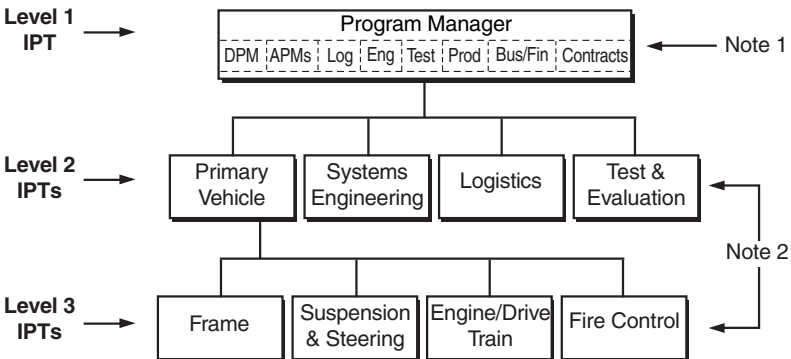 Level 1
IPT
Program Manager
DPM APMs Log Eng Test Prod Bus/Fin Contracts
Note 1
Level 2
IPTs
Primary
Vehicle
Systems
Engineering
Logistics
Test &
Evaluation
Note 2
Level 3
IPTs
Frame
Suspension
& Steering
Engine/Drive
Train
Fire Control